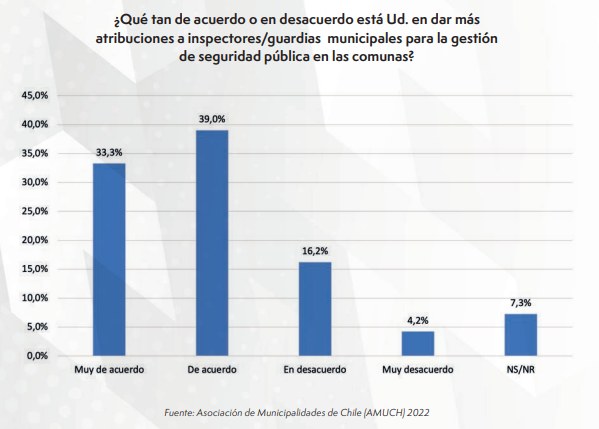 ¿Qué tan de acuerdo o en desacuerdo está Ud. en dar más
atribuciones a inspectores/guardias municipales para la gestión
de seguridad pública en las comunas?
45,0%
40,0%
35,0%
30,0%
25,0%
20,0%
15,0%
10,0%
5,0%
0,0%
33,3%
39,0%
16,2%
4,2%
7,3%
Muy de acuerdo
De acuerdo
En desacuerdo
Muy desacuerdo
NS/NR
Fuente: Asociación de Municipalidades de Chile (AMUCH) 2022